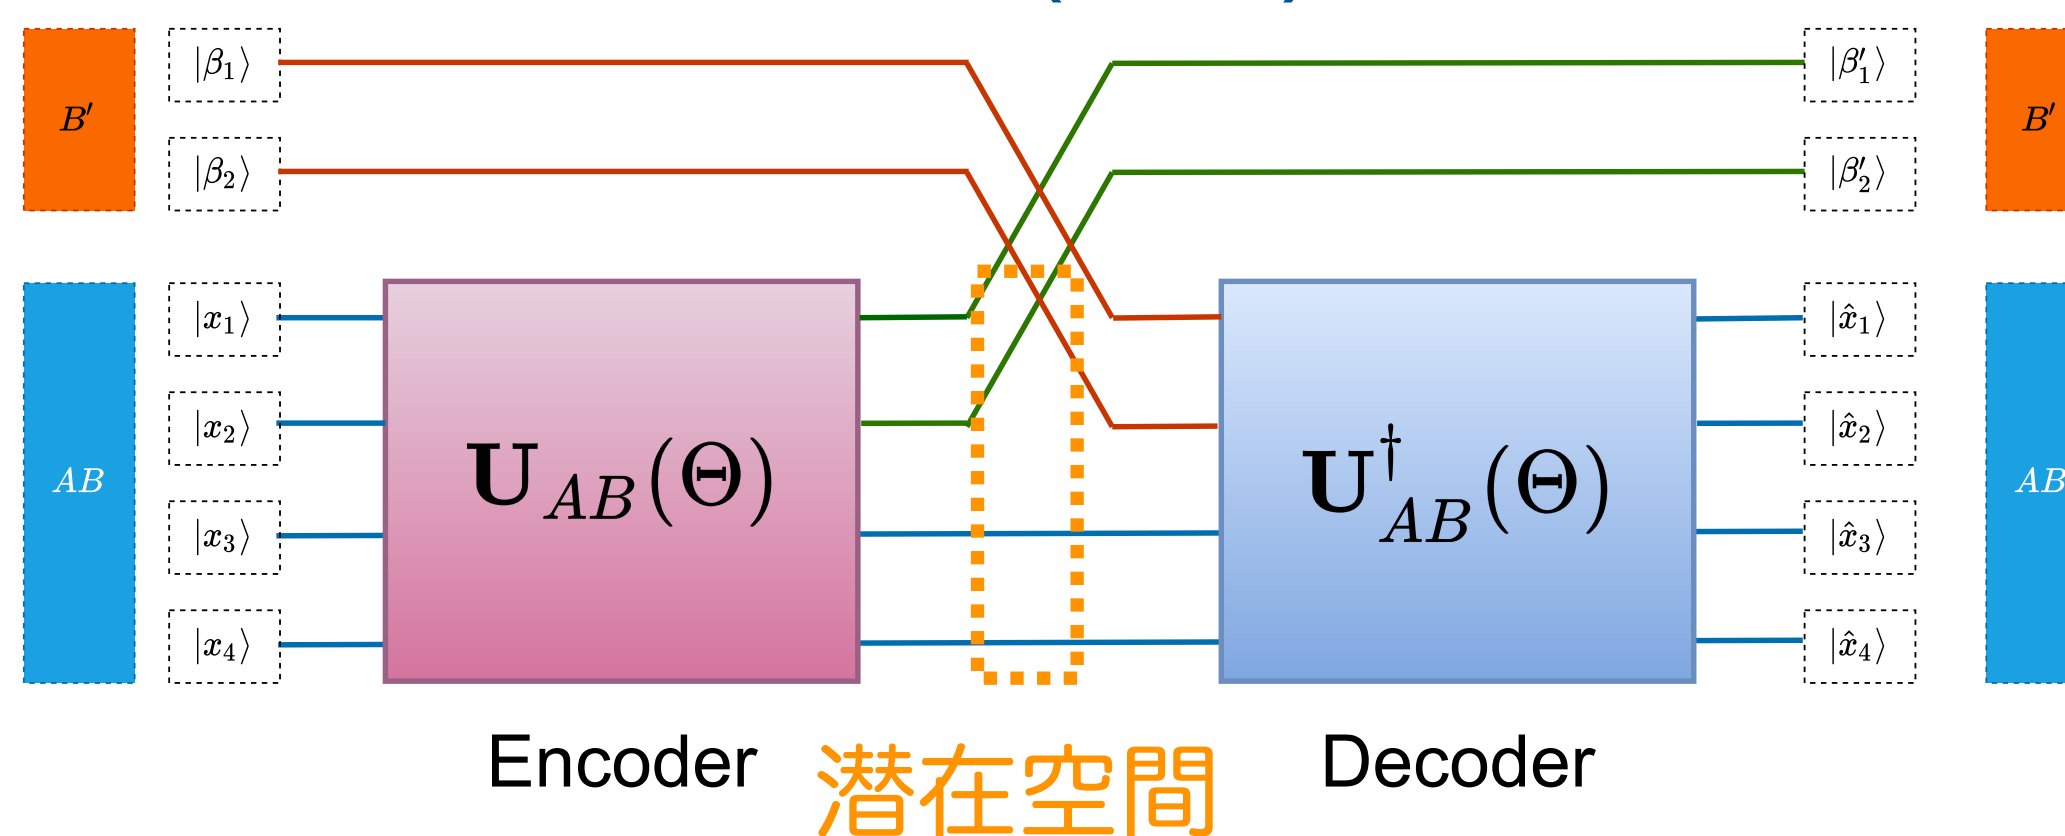 |β₁⟩ |β′₁⟩
B′ B′
|β₂⟩ |β′₂⟩
|x₁⟩ |x̂₁⟩
|x₂⟩ |x̂₂⟩
AB U_AB(Θ) U†_AB(Θ) AB
|x₃⟩ |x̂₃⟩
|x₄⟩ |x̂₄⟩
Encoder 潜在空間 Decoder